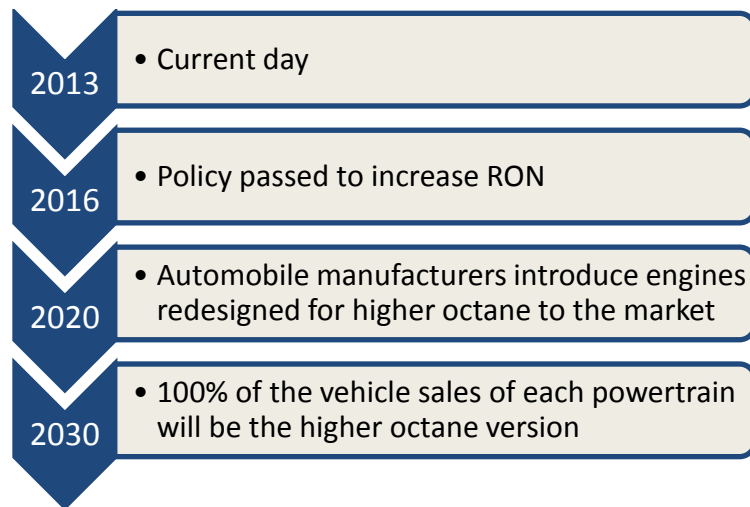 2013
• Current day
2016
• Policy passed to increase RON
2020
• Automobile manufacturers introduce engines
redesigned for higher octane to the market
2030
• 100% of the vehicle sales of each powertrain
will be the higher octane version